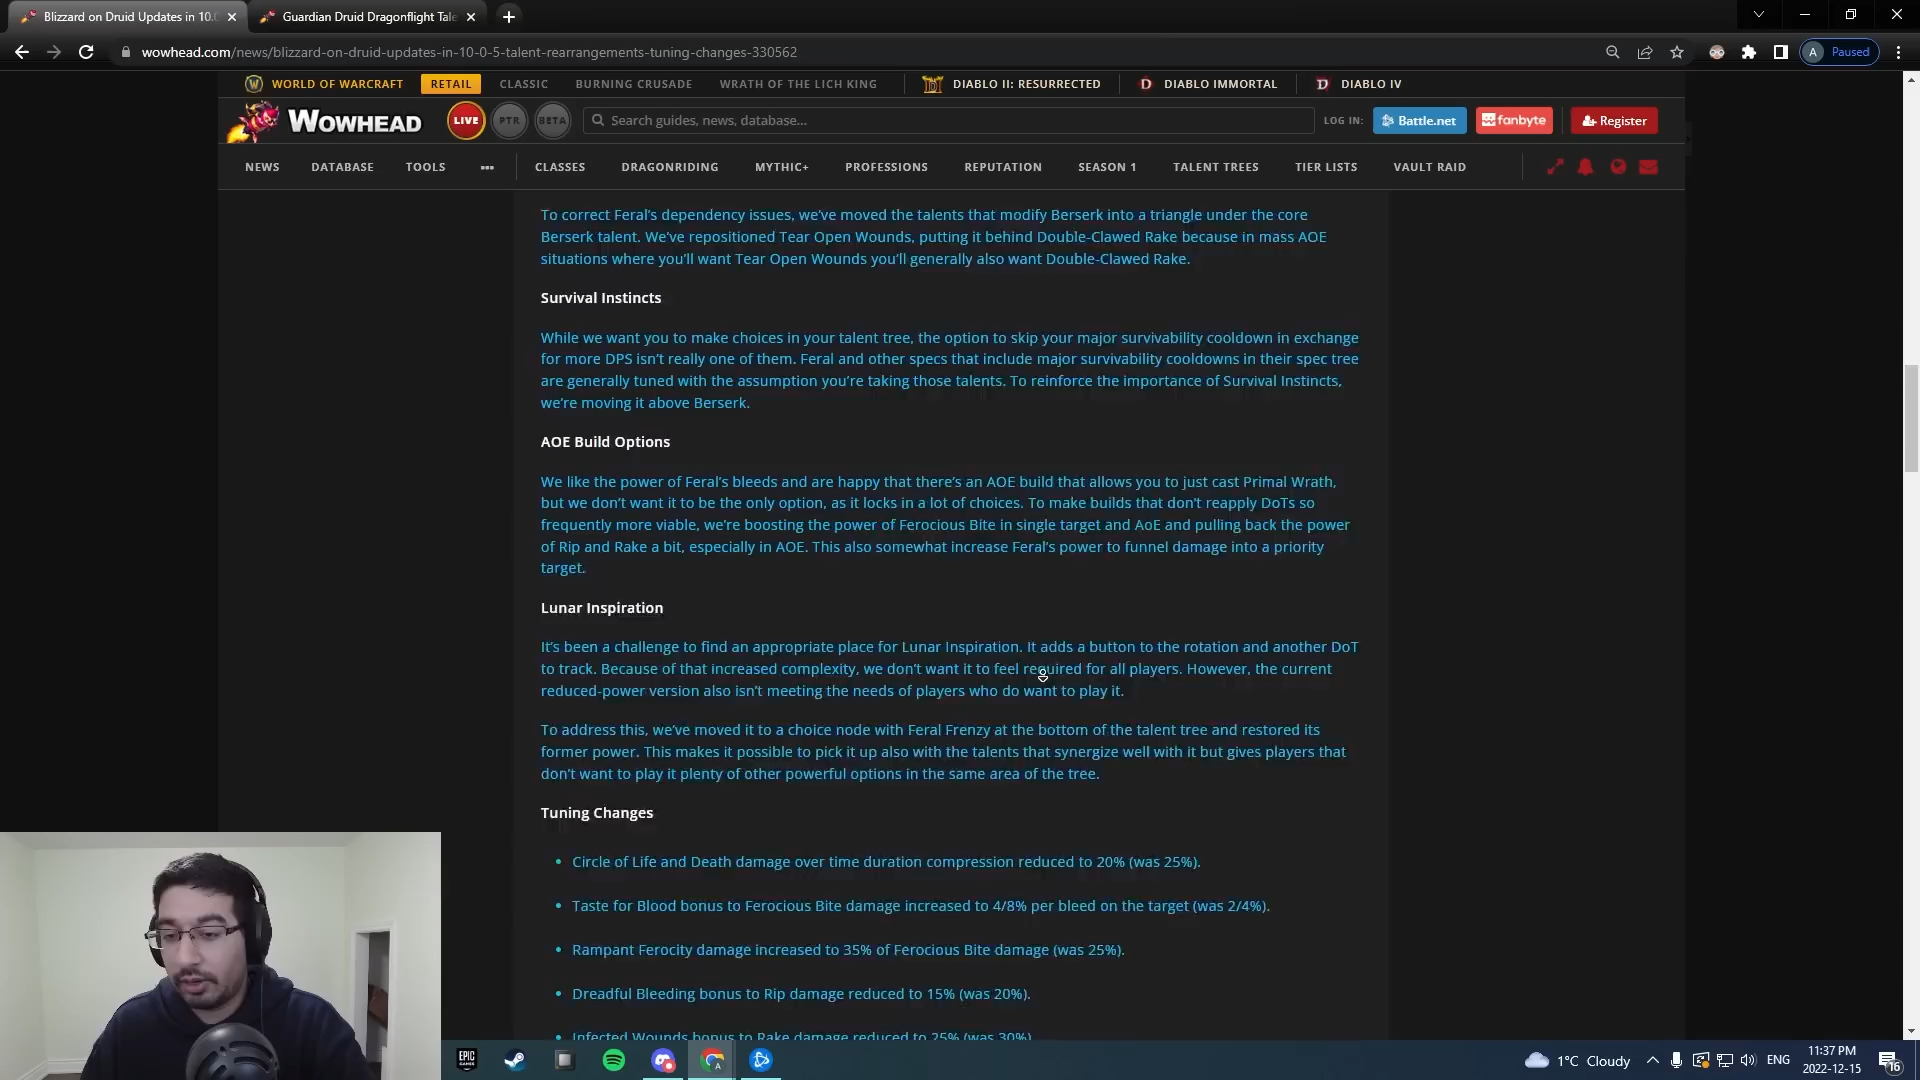 Blizzard on Druid Updates in 10.0
Guardian Druid Dragonflight Tale
wowhead.com/news/blizzard-on-druid-updates-in-10-0-5-talent-rearrangements-tuning-changes-330562
A Paused
WORLD OF WARCRAFT RETAIL CLASSIC BURNING CRUSADE WRATH OF THE LICH KING DIABLO II: RESURRECTED DIABLO IMMORTAL DIABLO IV
WOWHEAD LIVE PTR BETA Search guides, news, database... LOG IN: Battle.net fanbyte Register
NEWS DATABASE TOOLS ••• CLASSES DRAGONRIDING MYTHIC+ PROFESSIONS REPUTATION SEASON 1 TALENT TREES TIER LISTS VAULT RAID
To correct Feral's dependency issues, we've moved the talents that modify Berserk into a triangle under the core
Berserk talent. We've repositioned Tear Open Wounds, putting it behind Double-Clawed Rake because in mass AOE
situations where you'll want Tear Open Wounds you'll generally also want Double-Clawed Rake.
Survival Instincts
While we want you to make choices in your talent tree, the option to skip your major survivability cooldown in exchange
for more DPS isn't really one of them. Feral and other specs that include major survivability cooldowns in their spec tree
are generally tuned with the assumption you're taking those talents. To reinforce the importance of Survival Instincts,
we're moving it above Berserk.
AOE Build Options
We like the power of Feral's bleeds and are happy that there's an AOE build that allows you to just cast Primal Wrath,
but we don't want it to be the only option, as it locks in a lot of choices. To make builds that don't reapply DoTs so
frequently more viable, we're boosting the power of Ferocious Bite in single target and AoE and pulling back the power
of Rip and Rake a bit, especially in AOE. This also somewhat increase Feral's power to funnel damage into a priority
target.
Lunar Inspiration
It's been a challenge to find an appropriate place for Lunar Inspiration. It adds a button to the rotation and another DoT
to track. Because of that increased complexity, we don't want it to feel required for all players. However, the current
reduced-power version also isn't meeting the needs of players who do want to play it.
To address this, we've moved it to a choice node with Feral Frenzy at the bottom of the talent tree and restored its
former power. This makes it possible to pick it up also with the talents that synergize well with it but gives players that
don't want to play it plenty of other powerful options in the same area of the tree.
Tuning Changes
• Circle of Life and Death damage over time duration compression reduced to 20% (was 25%).
• Taste for Blood bonus to Ferocious Bite damage increased to 4/8% per bleed on the target (was 2/4%).
• Rampant Ferocity damage increased to 35% of Ferocious Bite damage (was 25%).
• Dreadful Bleeding bonus to Rip damage reduced to 15% (was 20%).
• Infected Wounds bonus to Rake damage reduced to 25% (was 30%)
EPIC GAMES
1°C Cloudy ENG 11:37 PM
2022-12-15 16